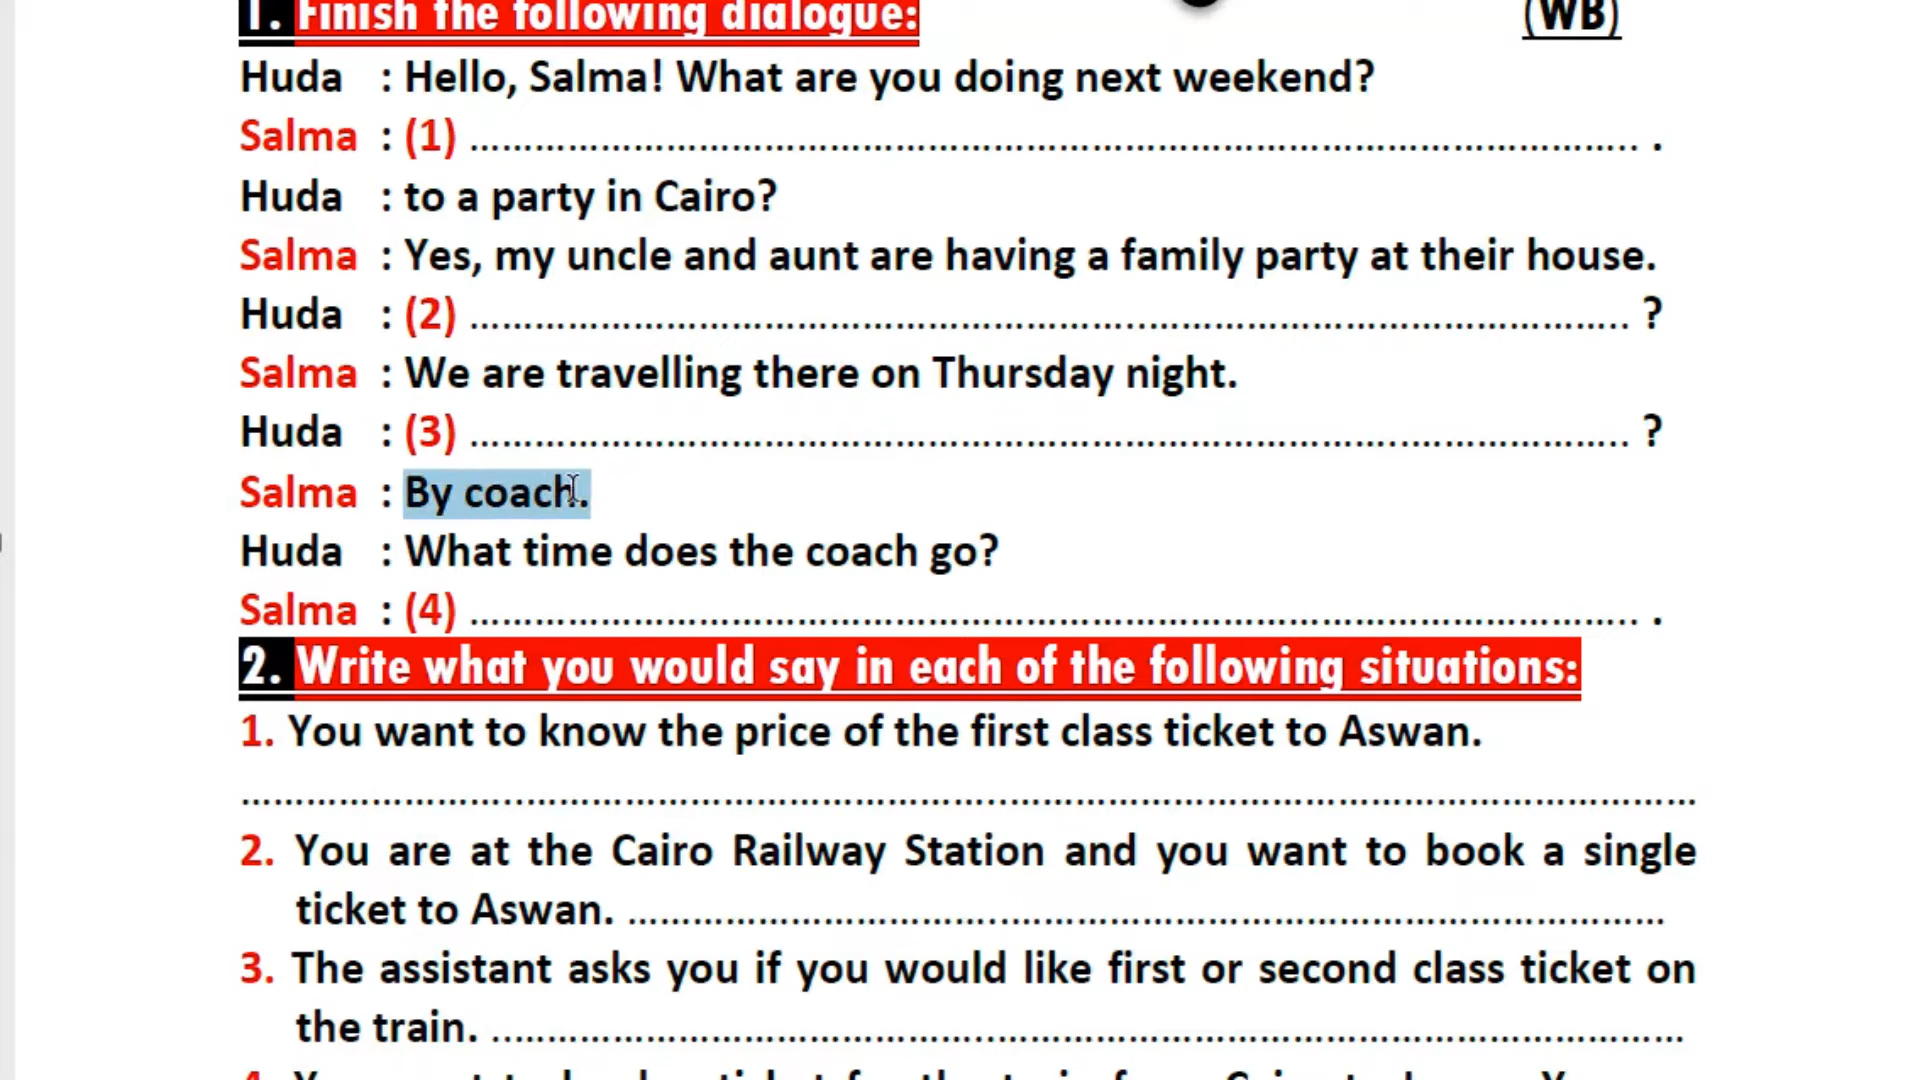 1. Finish the following dialogue: (WB)
Huda : Hello, Salma! What are you doing next weekend?
Salma : (1) ……………………………………………………………………………………….. .
Huda : to a party in Cairo?
Salma : Yes, my uncle and aunt are having a family party at their house.
Huda : (2) ……………………………………………………………………………………….. ?
Salma : We are travelling there on Thursday night.
Huda : (3) ……………………………………………………………………………………….. ?
Salma : By coach.
Huda : What time does the coach go?
Salma : (4) ……………………………………………………………………………………….. .
2. Write what you would say in each of the following situations:
1. You want to know the price of the first class ticket to Aswan.
………………………………………………………………………………………………………………
2. You are at the Cairo Railway Station and you want to book a single
ticket to Aswan. ………………………………………………………………………………
3. The assistant asks you if you would like first or second class ticket on
the train. …………………………………………………………………………………………